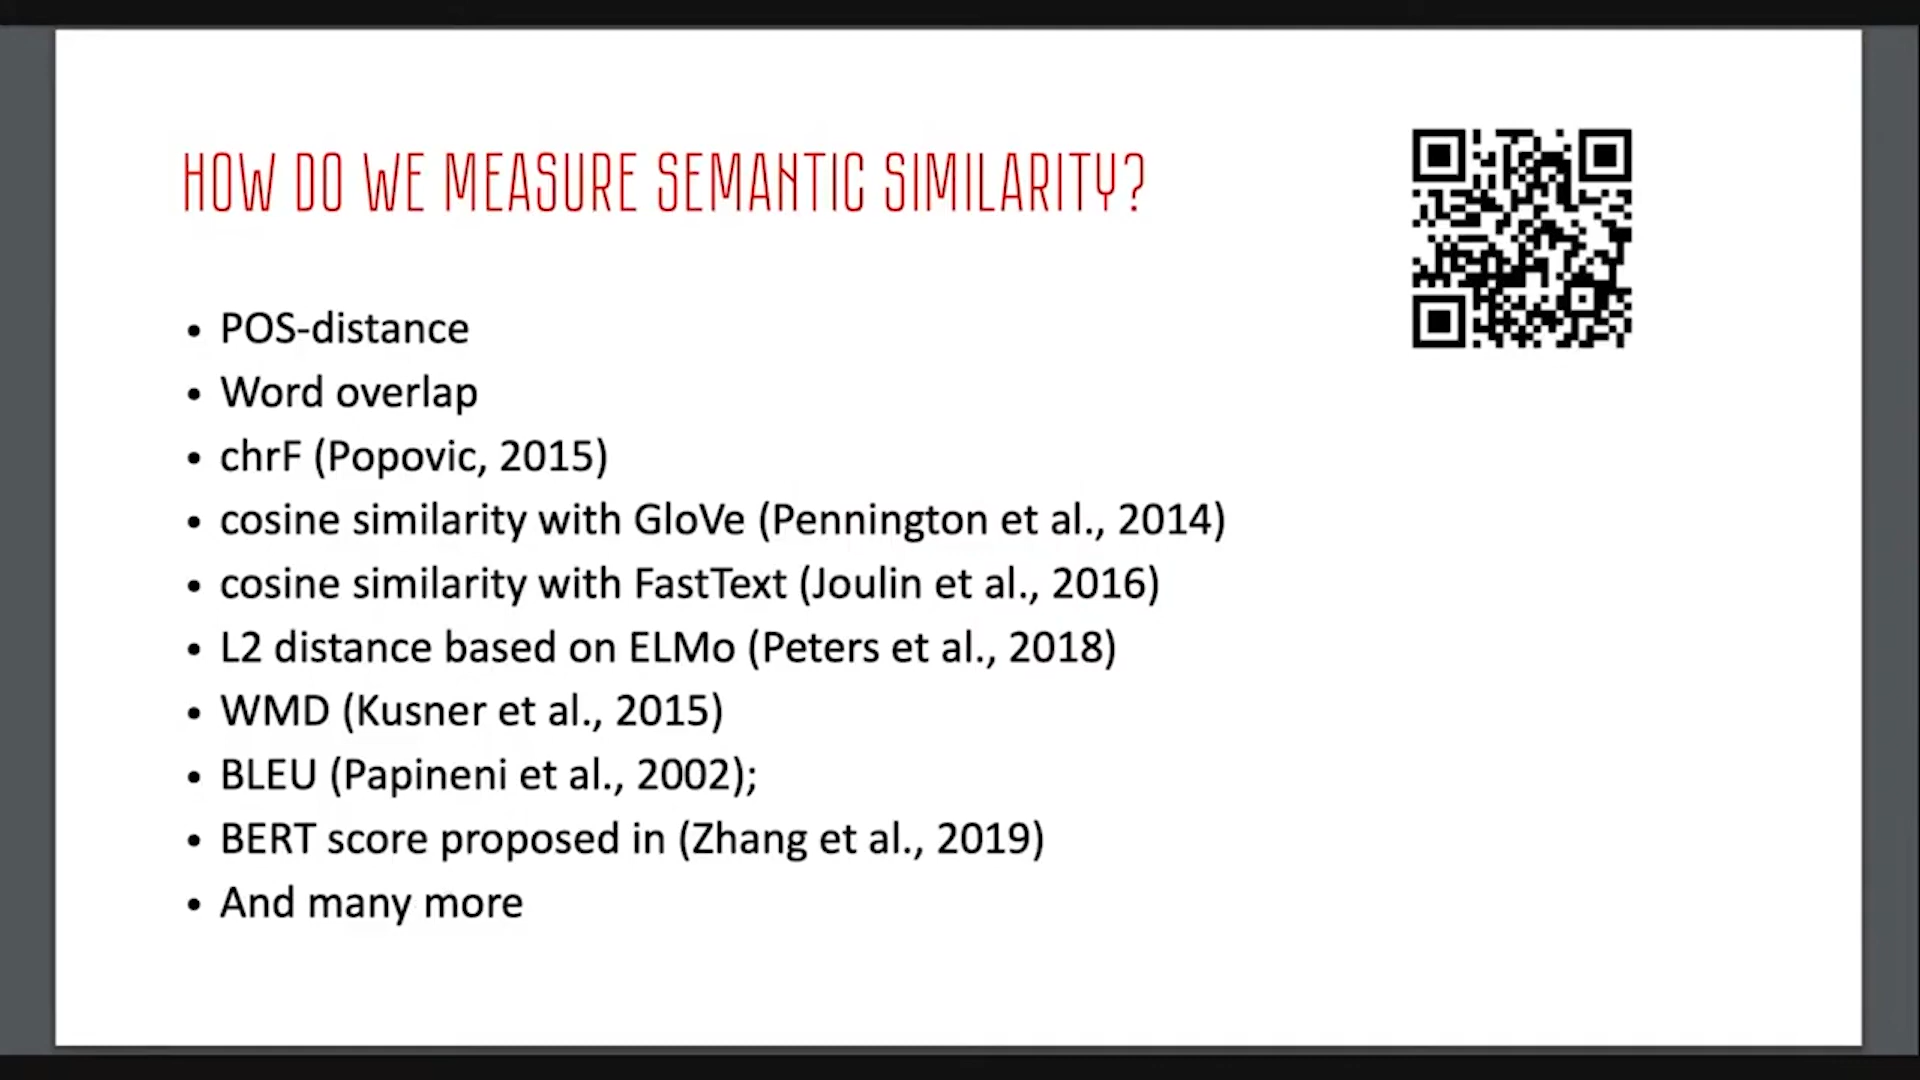 HOW DO WE MEASURE SEMANTIC SIMILARITY?
• POS-distance
• Word overlap
• chrF (Popovic, 2015)
• cosine similarity with GloVe (Pennington et al., 2014)
• cosine similarity with FastText (Joulin et al., 2016)
• L2 distance based on ELMo (Peters et al., 2018)
• WMD (Kusner et al., 2015)
• BLEU (Papineni et al., 2002);
• BERT score proposed in (Zhang et al., 2019)
• And many more